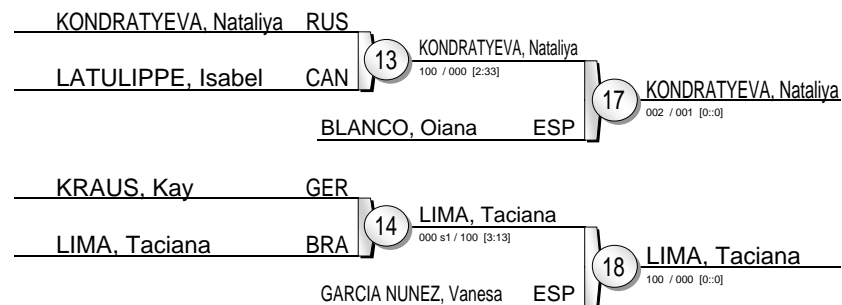 KONDRATYEVA, Nataliya RUS
13
KONDRATYEVA, Nataliya
100 / 000 [2:33]
LATULIPPE, Isabel CAN
17
KONDRATYEVA, Nataliya
002 / 001 [0::0]
BLANCO, Oiana ESP
KRAUS, Kay GER
14
LIMA, Taciana
000 s1 / 100 [3:13]
LIMA, Taciana BRA
18
LIMA, Taciana
100 / 000 [0::0]
GARCIA NUNEZ, Vanesa ESP